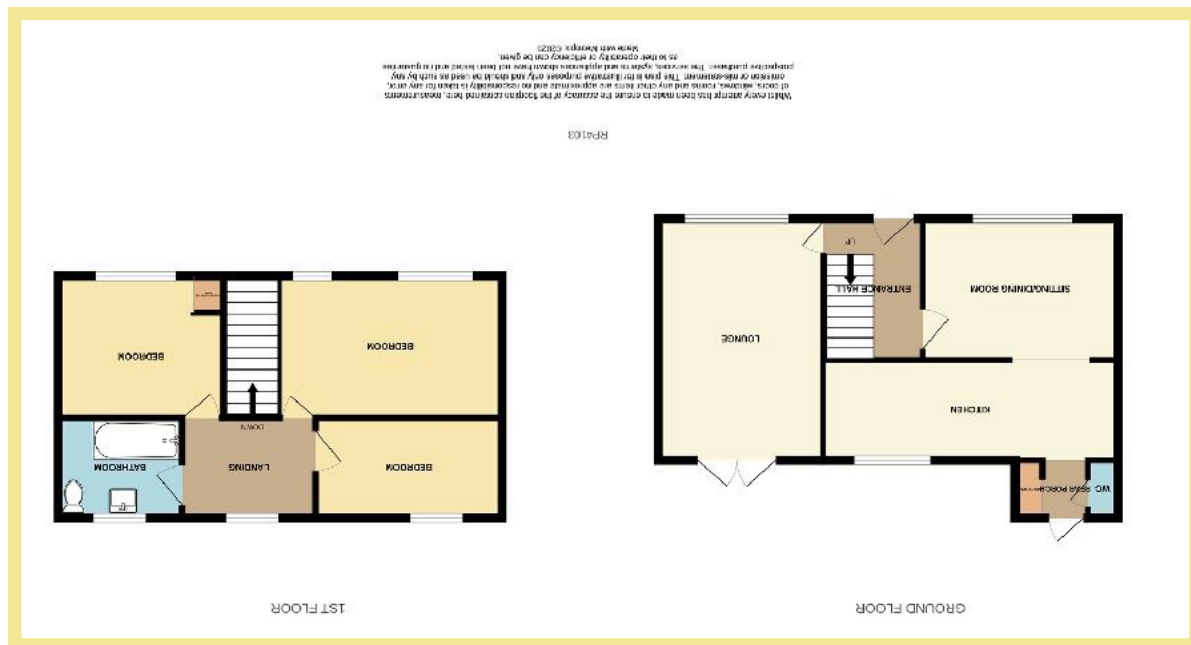 GROUND FLOOR
1ST FLOOR
WC
REAR PORCH
KITCHEN
SITTING/DINING ROOM
ENTRANCE HALL
UP
LOUNGE
BEDROOM
LANDING
BATHROOM
DOWN
BEDROOM
BEDROOM
RP4103
Whilst every attempt has been made to ensure the accuracy of the floorplan contained here, measurements
of doors, windows, rooms and any other items are approximate and no responsibility is taken for any error,
omission or mis-statement. This plan is for illustrative purposes only and should be used as such by any
prospective purchaser. The services, systems and appliances shown have not been tested and no guarantee
as to their operability or efficiency can be given.
Made with Metropix ©2025